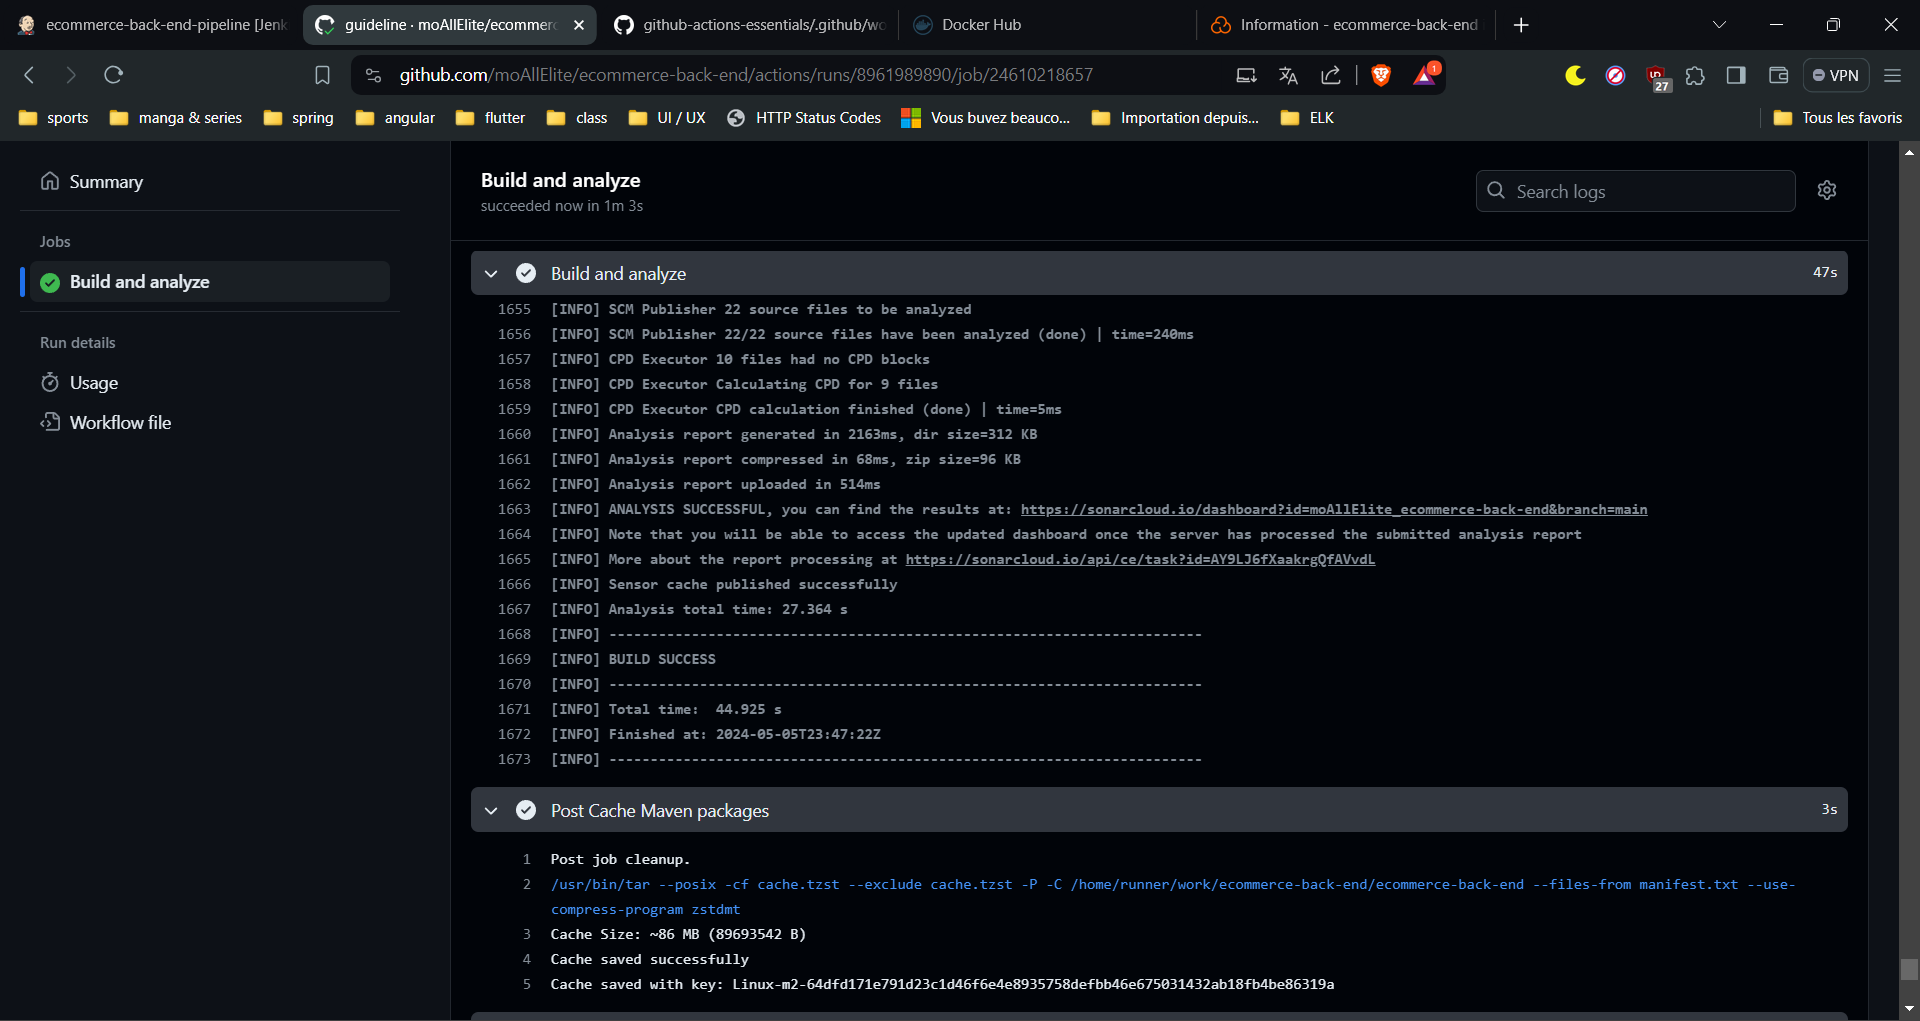 ecommerce-back-end-pipeline [Jenk
guideline · moAllElite/ecommerc
github-actions-essentials/.github/wo
Docker Hub
Information - ecommerce-back-end
github.com/moAllElite/ecommerce-back-end/actions/runs/8961989890/job/24610218657
1
27
VPN
sports
manga & series
spring
angular
flutter
class
UI / UX
HTTP Status Codes
Vous buvez beauco...
Importation depuis...
ELK
Tous les favoris
Summary
Jobs
Build and analyze
Run details
Usage
Workflow file
Build and analyze
succeeded now in 1m 3s
Search logs
Build and analyze
47s
1655 [INFO] SCM Publisher 22 source files to be analyzed
1656 [INFO] SCM Publisher 22/22 source files have been analyzed (done) | time=240ms
1657 [INFO] CPD Executor 10 files had no CPD blocks
1658 [INFO] CPD Executor Calculating CPD for 9 files
1659 [INFO] CPD Executor CPD calculation finished (done) | time=5ms
1660 [INFO] Analysis report generated in 2163ms, dir size=312 KB
1661 [INFO] Analysis report compressed in 68ms, zip size=96 KB
1662 [INFO] Analysis report uploaded in 514ms
1663 [INFO] ANALYSIS SUCCESSFUL, you can find the results at: https://sonarcloud.io/dashboard?id=moAllElite_ecommerce-back-end&branch=main
1664 [INFO] Note that you will be able to access the updated dashboard once the server has processed the submitted analysis report
1665 [INFO] More about the report processing at https://sonarcloud.io/api/ce/task?id=AY9LJ6fXaakrgQfAVvdL
1666 [INFO] Sensor cache published successfully
1667 [INFO] Analysis total time: 27.364 s
1668 [INFO] ------------------------------------------------------------------------
1669 [INFO] BUILD SUCCESS
1670 [INFO] ------------------------------------------------------------------------
1671 [INFO] Total time:  44.925 s
1672 [INFO] Finished at: 2024-05-05T23:47:22Z
1673 [INFO] ------------------------------------------------------------------------
Post Cache Maven packages
3s
1 Post job cleanup.
2 /usr/bin/tar --posix -cf cache.tzst --exclude cache.tzst -P -C /home/runner/work/ecommerce-back-end/ecommerce-back-end --files-from manifest.txt --use-
compress-program zstdmt
3 Cache Size: ~86 MB (89693542 B)
4 Cache saved successfully
5 Cache saved with key: Linux-m2-64dfd171e791d23c1d46f6e4e8935758defbb46e675031432ab18fb4be86319a